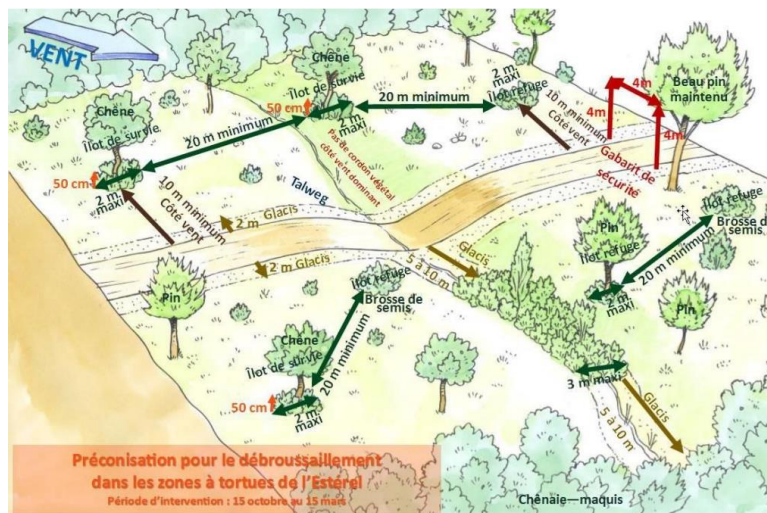 VENT
Chêne
Îlot de survie
50 cm
2 m.
maxi
20 m minimum
Chêne
Îlot de survie
50 cm
2 m
maxi
20 m minimum
2 m.
maxi
Îlot refuge
10 m minimum
Côté vent
4m
4m
4m
Gabarit de
sécurité
Beau pin
maintenu
Pas de cordon végétal
côté vent dominant
Talweg
10 m minimum
Côté vent
2 m Glacis
2 m Glacis
Glacis
5 à 10 m
Îlot refuge
Brosse de
semis
20 m minimum
Pin
Îlot refuge
2 m.
maxi
Îlot refuge
Brosse de
semis
20 m minimum
Pin
Pin
Chêne
Îlot de survie
50 cm
2 m
maxi
3 m maxi
Glacis
5 à 10 m
Chênaie—maquis
Préconisation pour le débroussaillement
dans les zones à tortues de l'Estérel
Période d'intervention : 15 octobre au 15 mars